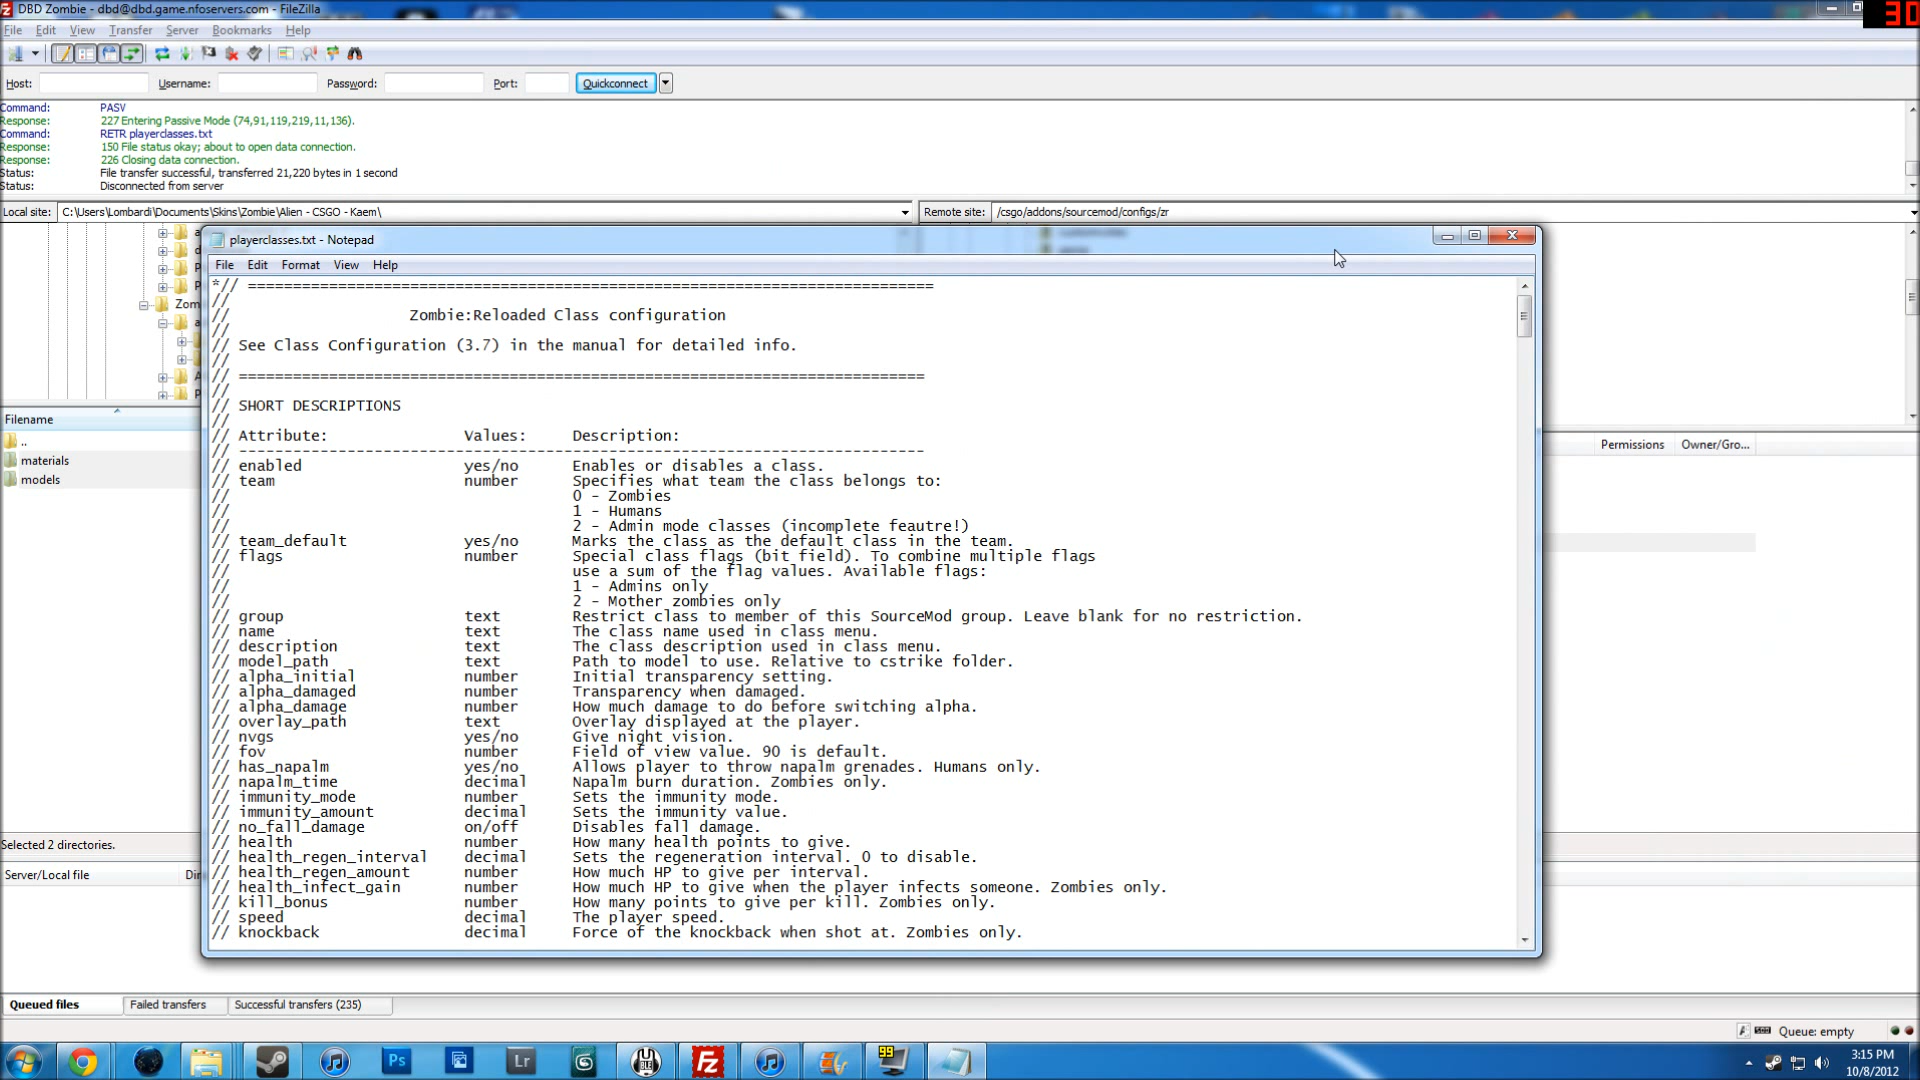 DBD Zombie - dbd@dbd.game.nfoservers.com - FileZilla
30
File Edit View Transfer Server Bookmarks Help
Host: Username: Password: Port: Quickconnect
Command: PASV
Response: 227 Entering Passive Mode (74,91,119,219,11,136).
Command: RETR playerclasses.txt
Response: 150 File status okay; about to open data connection.
Response: 226 Closing data connection.
Status: File transfer successful, transferred 21,220 bytes in 1 second
Status: Disconnected from server
Local site: C:\Users\Lombardi\Documents\Skins\Zombie\Alien - CSGO - Kaem\
Remote site: /csgo/addons/sourcemod/configs/zr
playerclasses.txt - Notepad
File Edit Format View Help
*// ============================================================================
//
// Zombie:Reloaded Class configuration
//
// See Class Configuration (3.7) in the manual for detailed info.
//
// ============================================================================
//
// SHORT DESCRIPTIONS
//
// Attribute: Values: Description:
// ----------------------------------------------------------------------------
// enabled yes/no Enables or disables a class.
// team number Specifies what team the class belongs to:
// 0 - Zombies
// 1 - Humans
// 2 - Admin mode classes (incomplete feautre!)
// team_default yes/no Marks the class as the default class in the team.
// flags number Special class flags (bit field). To combine multiple flags
// use a sum of the flag values. Available flags:
// 1 - Admins only
// 2 - Mother zombies only
// group text Restrict class to member of this SourceMod group. Leave blank for no restriction.
// name text The class name used in class menu.
// description text The class description used in class menu.
// model_path text Path to model to use. Relative to cstrike folder.
// alpha_initial number Initial transparency setting.
// alpha_damaged number Transparency when damaged.
// alpha_damage number How much damage to do before switching alpha.
// overlay_path text Overlay displayed at the player.
// nvgs yes/no Give night vision.
// fov number Field of view value. 90 is default.
// has_napalm yes/no Allows player to throw napalm grenades. Humans only.
// napalm_time decimal Napalm burn duration. Zombies only.
// immunity_mode number Sets the immunity mode.
// immunity_amount decimal Sets the immunity value.
// no_fall_damage on/off Disables fall damage.
// health number How many health points to give.
// health_regen_interval decimal Sets the regeneration interval. 0 to disable.
// health_regen_amount number How much HP to give per interval.
// health_infect_gain number How much HP to give when the player infects someone. Zombies only.
// kill_bonus number How many points to give per kill. Zombies only.
// speed decimal The player speed.
// knockback decimal Force of the knockback when shot at. Zombies only.
Zom
Filename
..
materials
models
Permissions Owner/Gro...
Selected 2 directories.
Server/Local file Dir
Queued files Failed transfers Successful transfers (235)
Queue: empty
Ps Lr Fz 99
3:15 PM
10/8/2012